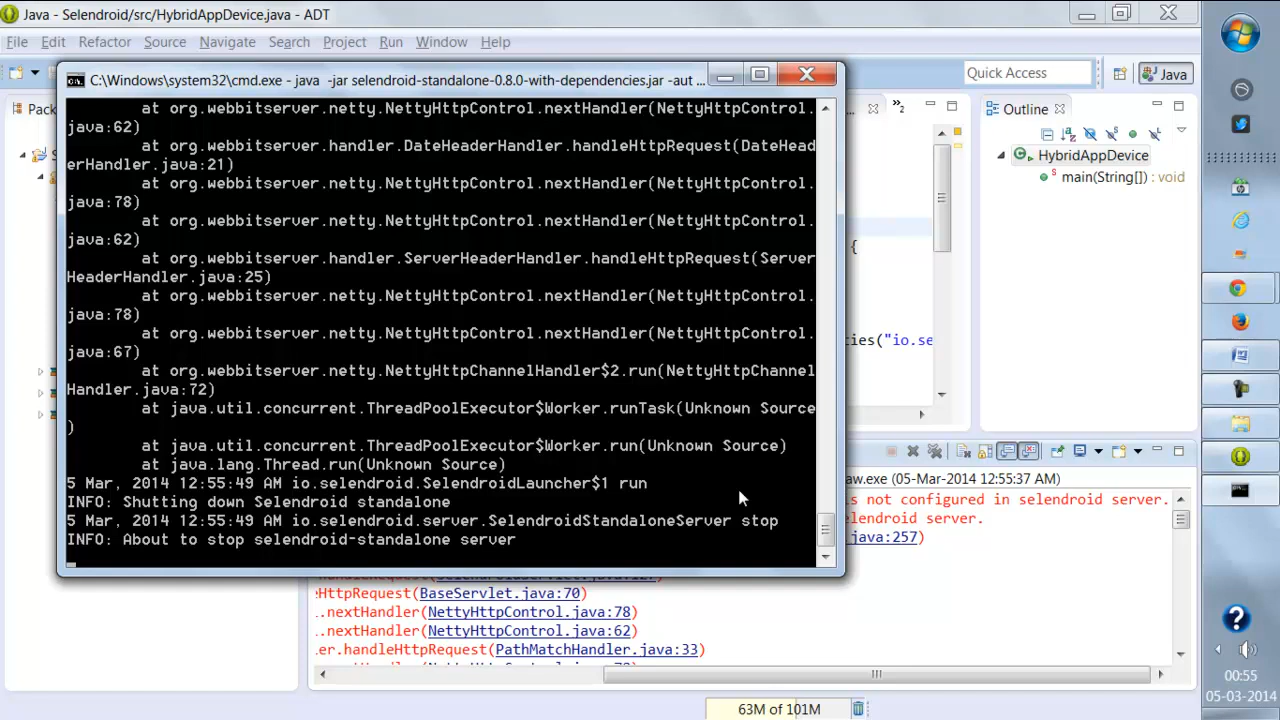 Java - Selendroid/src/HybridAppDevice.java - ADT
File Edit Refactor Source Navigate Search Project Run Window Help
C:\Windows\system32\cmd.exe - java -jar selendroid-standalone-0.8.0-with-dependencies.jar -aut ...
Quick Access
Java
Pack
»2
Outline
at org.webbitserver.netty.NettyHttpControl.nextHandler(NettyHttpControl.
java:62)
at org.webbitserver.handler.DateHeaderHandler.handleHttpRequest(DateHead
erHandler.java:21)
at org.webbitserver.netty.NettyHttpControl.nextHandler(NettyHttpControl.
java:78)
at org.webbitserver.netty.NettyHttpControl.nextHandler(NettyHttpControl.
java:62)
at org.webbitserver.handler.ServerHeaderHandler.handleHttpRequest(Server
HeaderHandler.java:25)
at org.webbitserver.netty.NettyHttpControl.nextHandler(NettyHttpControl.
java:78)
at org.webbitserver.netty.NettyHttpControl.nextHandler(NettyHttpControl.
java:67)
at org.webbitserver.netty.NettyHttpChannelHandler$2.run(NettyHttpChannel
Handler.java:72)
at java.util.concurrent.ThreadPoolExecutor$Worker.runTask(Unknown Source
)
at java.util.concurrent.ThreadPoolExecutor$Worker.run(Unknown Source)
at java.lang.Thread.run(Unknown Source)
5 Mar, 2014 12:55:49 AM io.selendroid.SelendroidLauncher$1 run
INFO: Shutting down Selendroid standalone
5 Mar, 2014 12:55:49 AM io.selendroid.server.SelendroidStandaloneServer stop
INFO: About to stop selendroid-standalone server
HybridAppDevice
main(String[]) : void
{
cies("io.se
aw.exe (05-Mar-2014 12:55:37 AM)
s not configured in selendroid server.
droid server.
java:257)
HttpRequest(BaseServlet.java:70)
.nextHandler(NettyHttpControl.java:78)
.nextHandler(NettyHttpControl.java:62)
er.handleHttpRequest(PathMatchHandler.java:33)
63M of 101M
00:55
05-03-2014